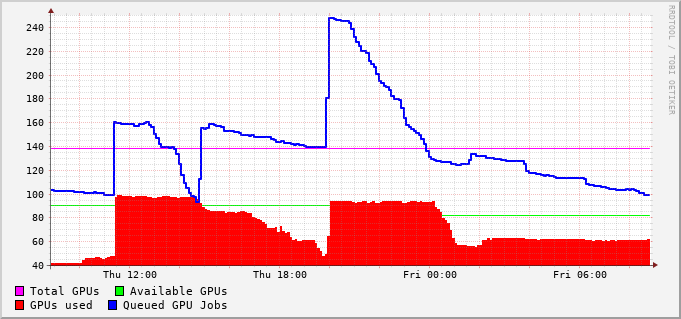 RRDTOOL / TOBI OETIKER
240
220
200
180
160
140
120
100
80
60
40
Thu 12:00 Thu 18:00 Fri 00:00 Fri 06:00
Total GPUs Available GPUs
GPUs used Queued GPU Jobs